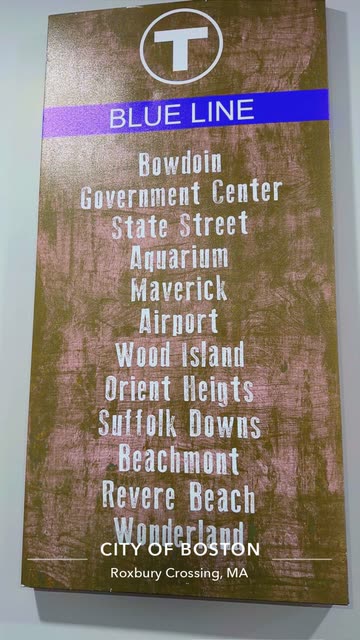 T
BLUE LINE
Bowdoin
Government Center
State Street
Aquarium
Maverick
Airport
Wood Island
Orient Heigts
Suffolk Downs
Beachmont
Revere Beach
Wonderland
CITY OF BOSTON
Roxbury Crossing, MA